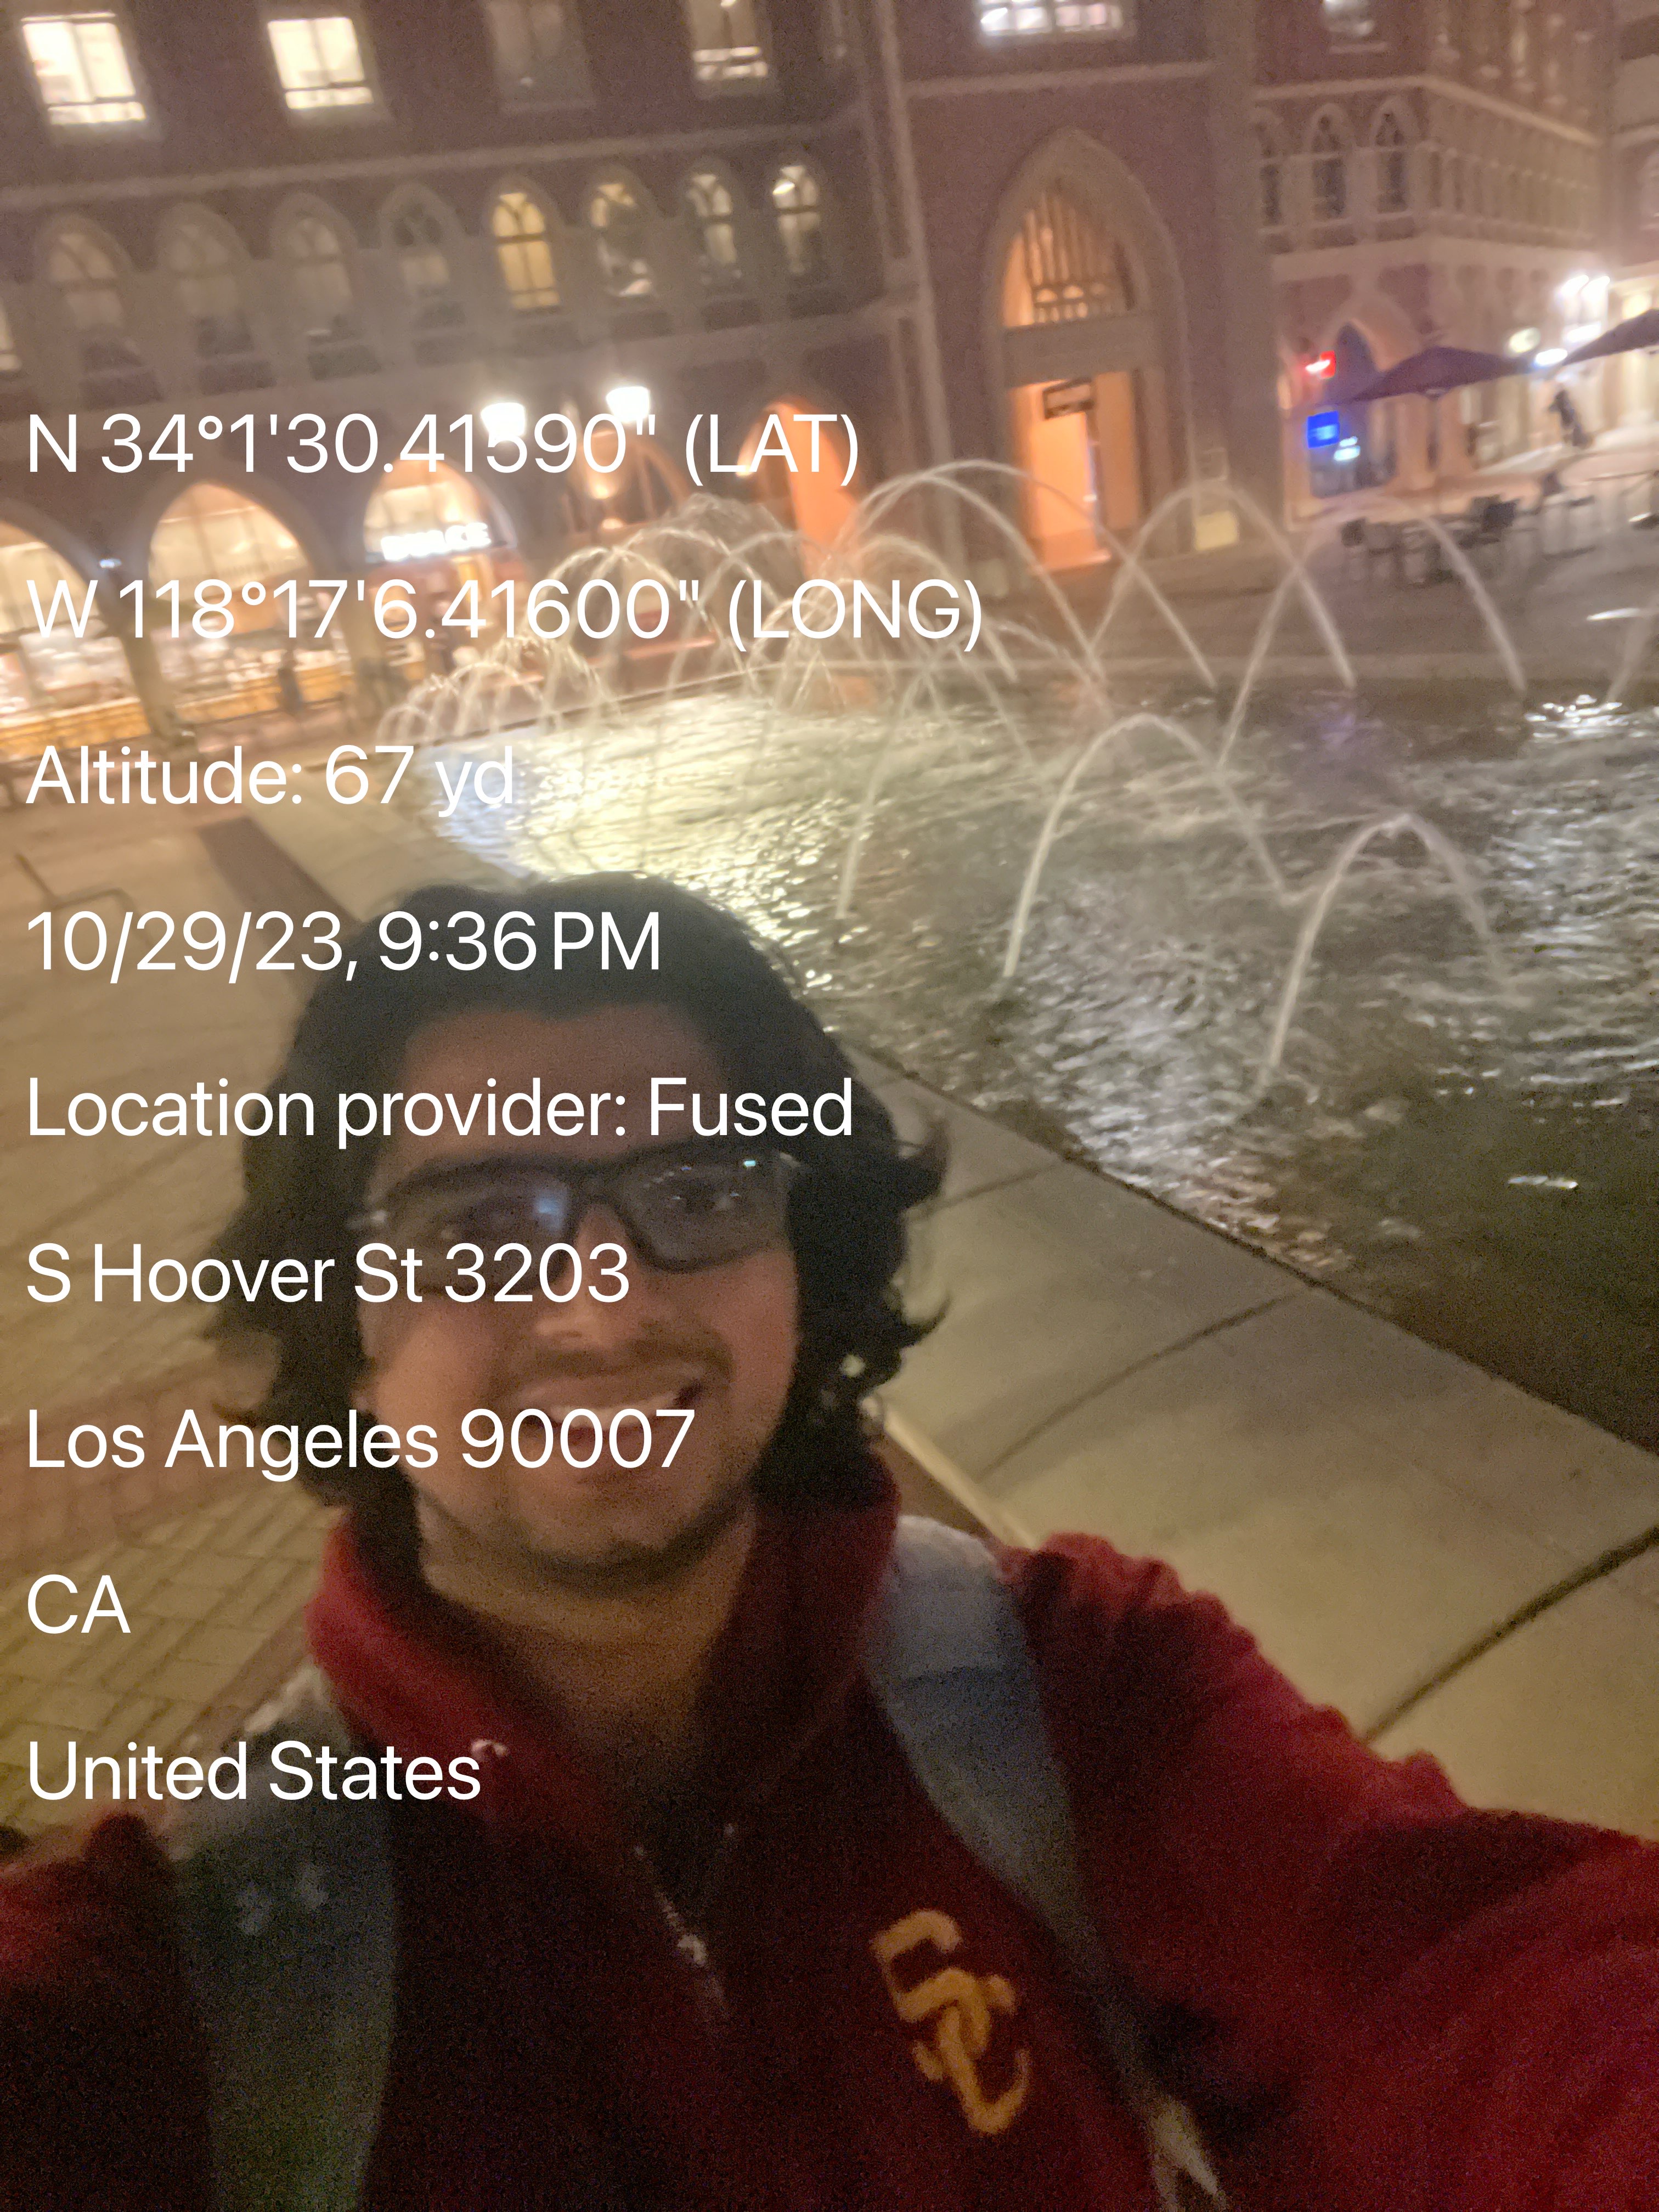 N 34°1'30.41590" (LAT)
W 118°17'6.41600" (LONG)
Altitude: 67 yd
10/29/23, 9:36 PM
Location provider: Fused
S Hoover St 3203
Los Angeles 90007
CA
United States
SC